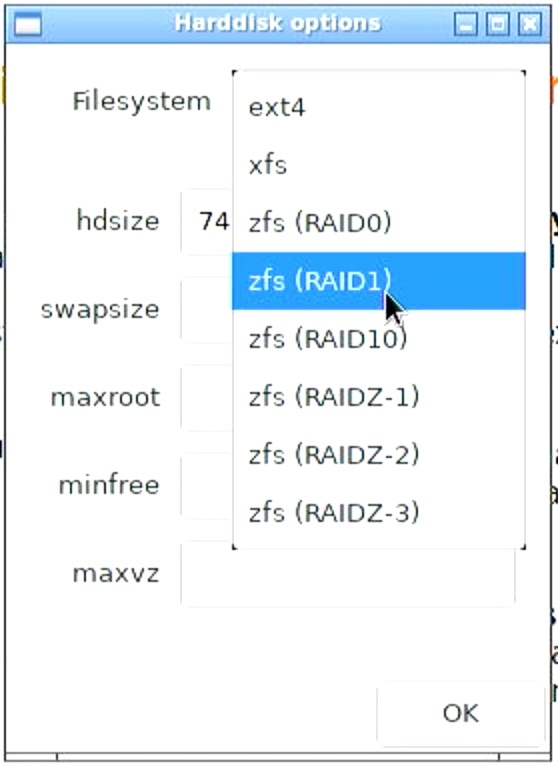 Harddisk options
Filesystem
ext4
xfs
zfs (RAID0)
zfs (RAID1)
zfs (RAID10)
zfs (RAIDZ-1)
zfs (RAIDZ-2)
zfs (RAIDZ-3)
hdsize 74
swapsize
maxroot
minfree
maxvz
OK